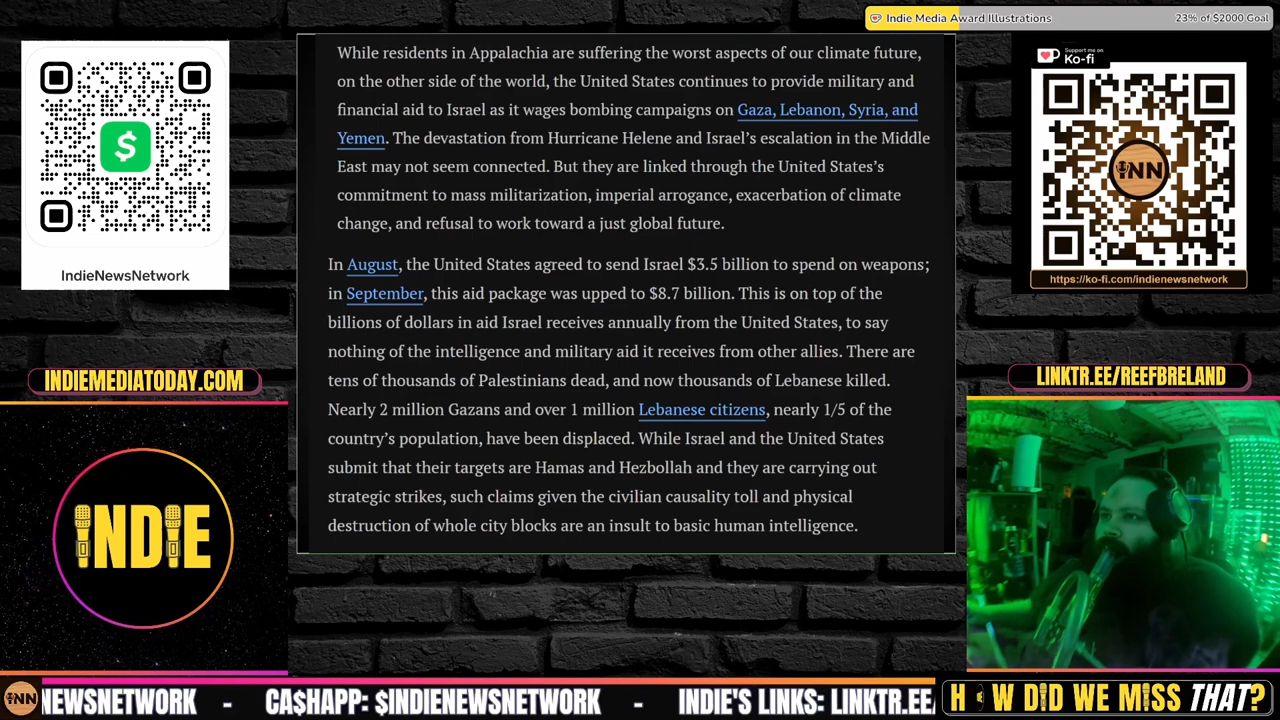 Indie Media Award Illustrations
23% of $2000 Goal
IndieNewsNetwork
INDIEMEDIATODAY.COM
INDIE
While residents in Appalachia are suffering the worst aspects of our climate future,
on the other side of the world, the United States continues to provide military and
financial aid to Israel as it wages bombing campaigns on Gaza, Lebanon, Syria, and
Yemen. The devastation from Hurricane Helene and Israel's escalation in the Middle
East may not seem connected. But they are linked through the United States's
commitment mass militarization, imperial arrogance, exacerbation of climate
change, and refusal to work toward a just global future.
In August, the United States agreed to send Israel $3.5 billion to spend on weapons;
in September, this aid package was upped to $8.7 billion. This is on top of the
billions of dollars in aid Israel receives annually from the United States, to say
nothing of the intelligence and military aid it receives from other allies. There are
tens of thousands of Palestinians dead, and now thousands of Lebanese killed.
Nearly 2 million Gazans and over 1 million Lebanese citizens, nearly 1/5 of the
country's population, have been displaced. While Israel and the United States
submit that their targets are Hamas and Hezbollah and they are carrying out
strategic strikes, such claims given the civilian causality toll and physical
destruction of whole city blocks are an insult to basic human intelligence.
Support me on
Ko-fi
INN
https://ko-fi.com/indienewsnetwork
LINKTR.EE/REEFBRELAND
INN
NEWSNETWORK - CA$HAPP: $INDIENEWSNETWORK - INDIE'S LINKS: LINKTR.EE/
HOW DID WE MISS THAT?